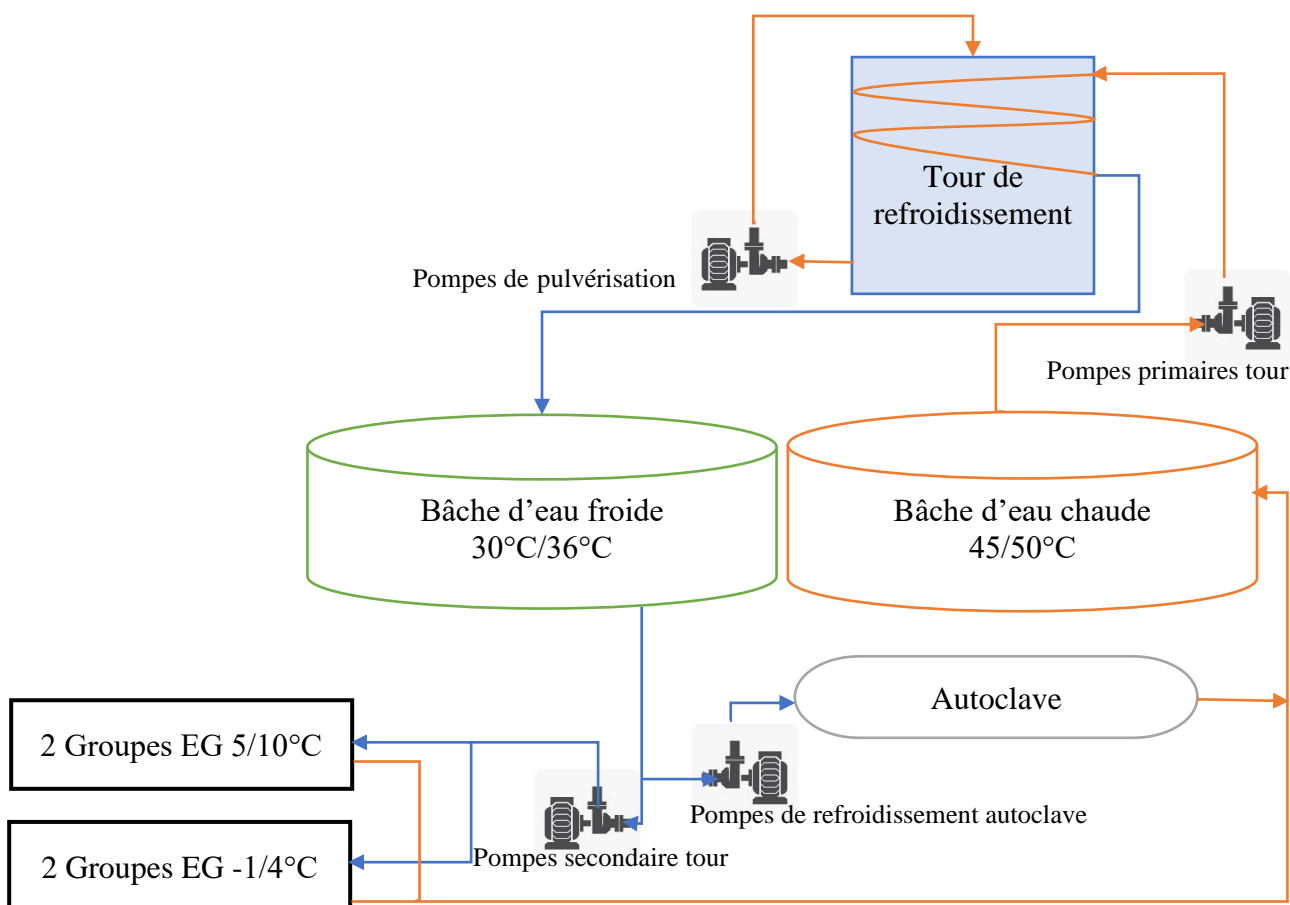 Tour de
refroidissement
Pompes de pulvérisation
Pompes primaires tour
Bâche d’eau froide
30°C/36°C
Bâche d’eau chaude
45/50°C
Autoclave
2 Groupes EG 5/10°C
Pompes de refroidissement autoclave
Pompes secondaire tour
2 Groupes EG -1/4°C